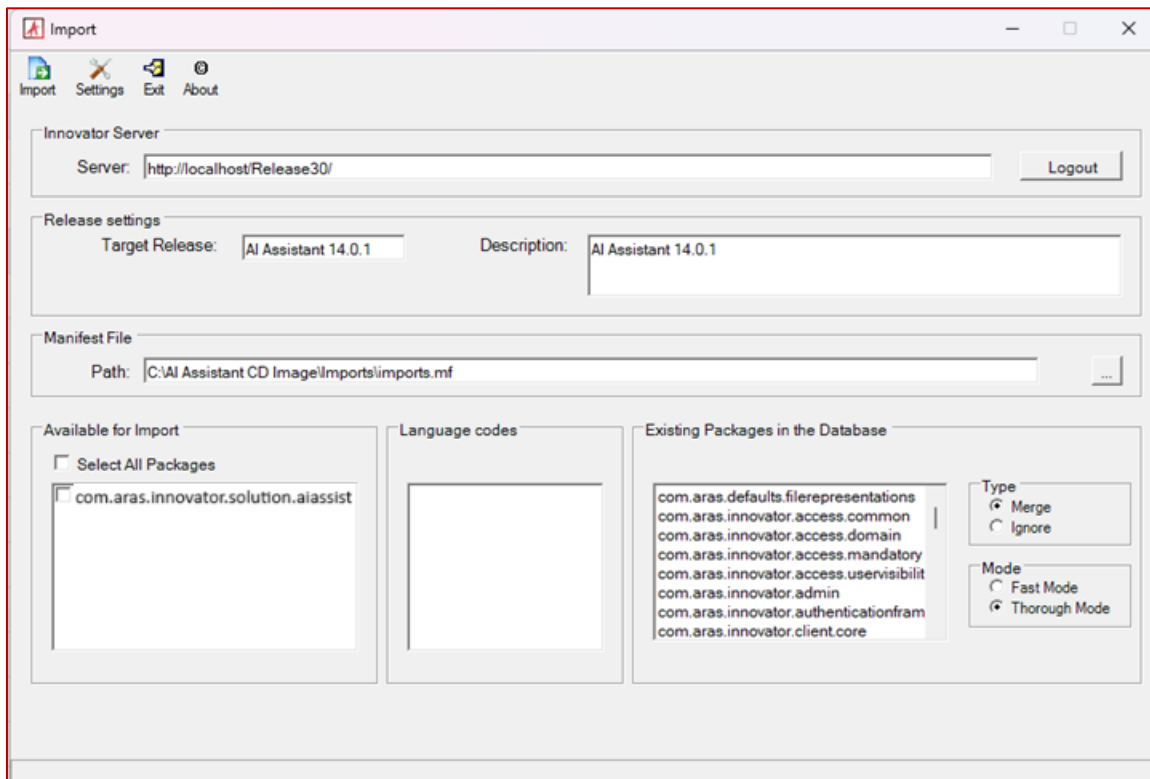 Import
Import Settings Exit About
Innovator Server
Server: http://localhost/Release30/ Logout
Release settings
Target Release: AI Assistant 14.0.1 Description: AI Assistant 14.0.1
Manifest File
Path: C:\AI Assistant CD Image\Imports\imports.mf ...
Available for Import
Select All Packages
com.aras.innovator.solution.aiassist
Language codes
Existing Packages in the Database
com.aras.defaults.filerepresentations
com.aras.innovator.access.common
com.aras.innovator.access.domain
com.aras.innovator.access.mandatory
com.aras.innovator.access.uservisibilit
com.aras.innovator.admin
com.aras.innovator.authenticationfram
com.aras.innovator.client.core
Type
Merge
Ignore
Mode
Fast Mode
Thorough Mode